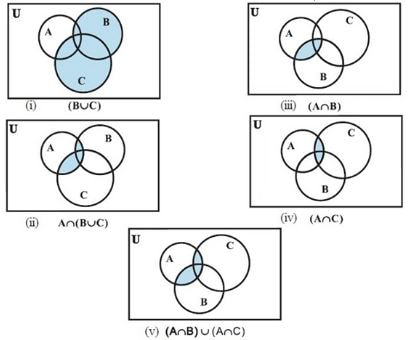 U
A
B
C
(i) (B∪C)
U
A
C
B
(iii) (A∩B)
U
A
B
C
(ii) A∩(B∪C)
U
A
C
B
(iv) (A∩C)
U
A
C
B
(v) (A∩B) ∪ (A∩C)